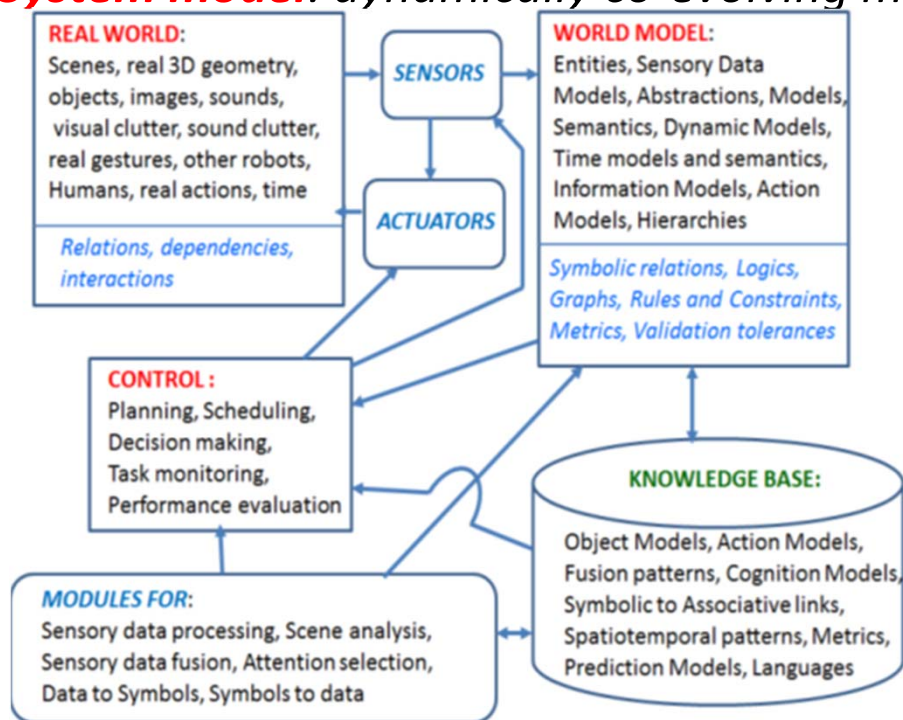 System Model: dynamically co-evolving m
REAL WORLD:
Scenes, real 3D geometry,
objects, images, sounds,
visual clutter, sound clutter,
real gestures, other robots,
Humans, real actions, time
Relations, dependencies,
interactions
SENSORS
ACTUATORS
WORLD MODEL:
Entities, Sensory Data
Models, Abstractions, Models,
Semantics, Dynamic Models,
Time models and semantics,
Information Models, Action
Models, Hierarchies
Symbolic relations, Logics,
Graphs, Rules and Constraints,
Metrics, Validation tolerances
CONTROL :
Planning, Scheduling,
Decision making,
Task monitoring,
Performance evaluation
KNOWLEDGE BASE:
Object Models, Action Models,
Fusion patterns, Cognition Models,
Symbolic to Associative links,
Spatiotemporal patterns, Metrics,
Prediction Models, Languages
MODULES FOR:
Sensory data processing, Scene analysis,
Sensory data fusion, Attention selection,
Data to Symbols, Symbols to data